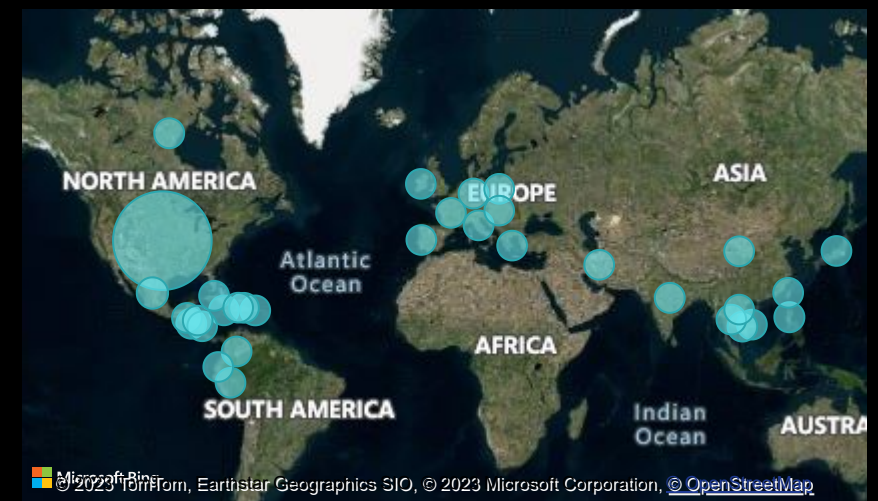 ASIA
NORTH AMERICA
EUROPE
Atlantic
Ocean
AFRICA
SOUTH AMERICA
Indian
Ocean
AUSTRA
Microsoft Bing
© 2023 TomTom, Earthstar Geographics SIO, © 2023 Microsoft Corporation, © OpenStreetMap